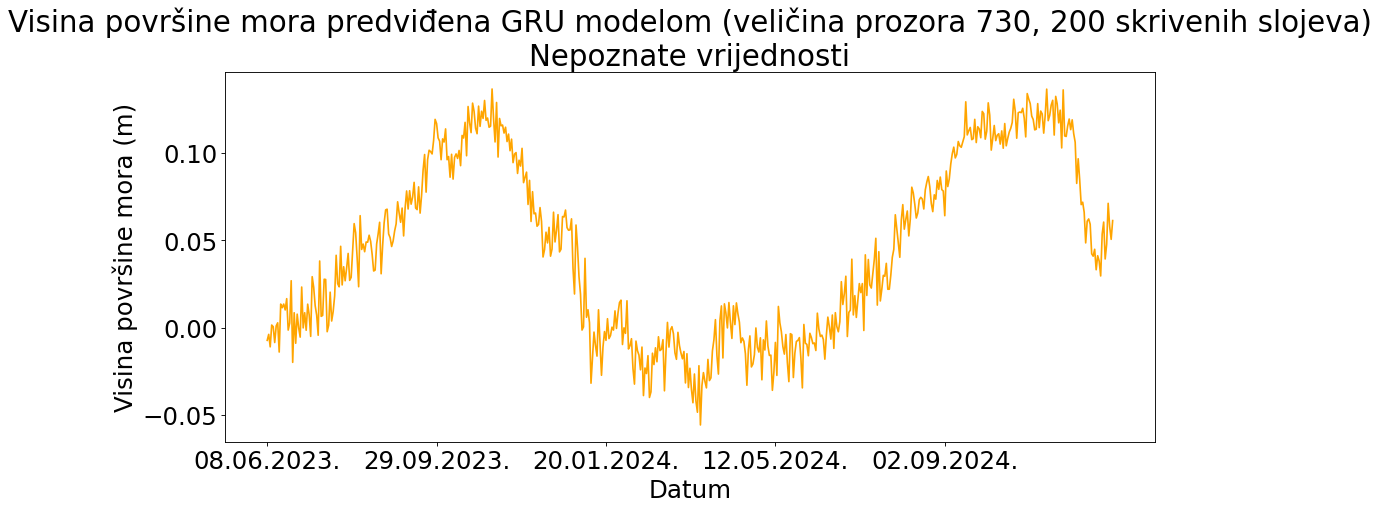 Visina površine mora predviđena GRU modelom (veličina prozora 730, 200 skrivenih slojeva)
Nepoznate vrijednosti
Visina površine mora (m)
0.10
0.05
0.00
−0.05
08.06.2023. 29.09.2023. 20.01.2024. 12.05.2024. 02.09.2024.
Datum